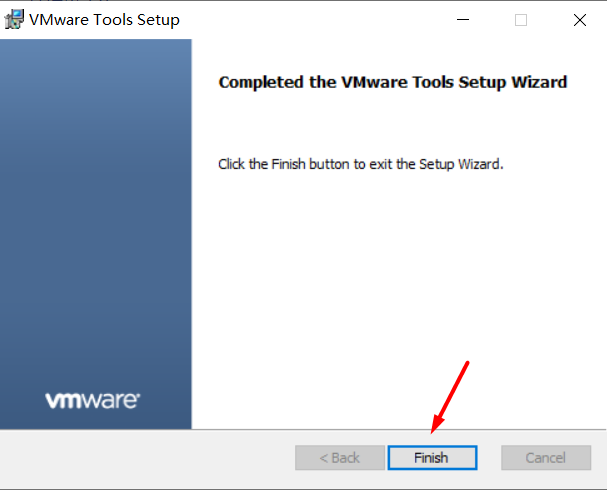 VMware Tools Setup
Completed the VMware Tools Setup Wizard
Click the Finish button to exit the Setup Wizard.
vmware
< Back
Finish
Cancel